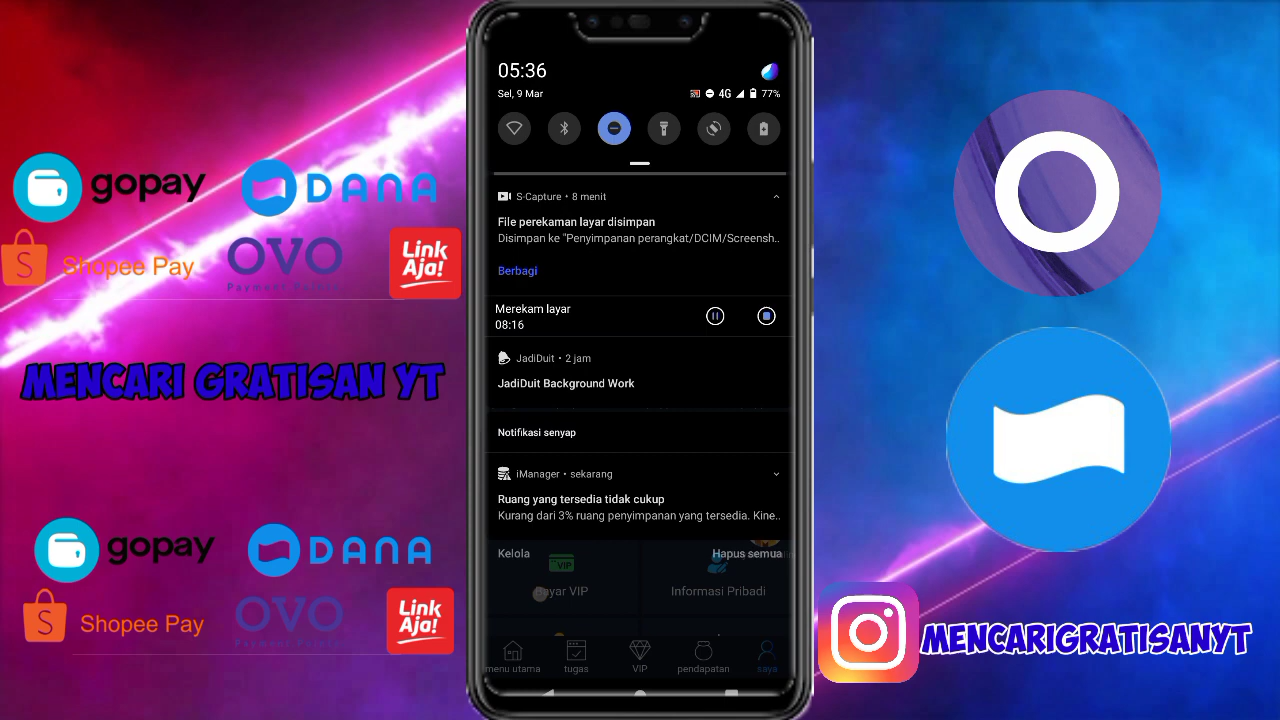 gopay
DANA
Shopee Pay
OVO
Payment Points
Link
Aja!
MENCARI GRATISAN YT
gopay
DANA
Shopee Pay
OVO
Link
Aja!
05:36
Sel, 9 Mar
4G
77%
S-Capture • 8 menit
File perekaman layar disimpan
Disimpan ke "Penyimpanan perangkat/DCIM/Screensh..
Berbagi
Merekam layar
08:16
JadiDuit • 2 jam
JadiDuit Background Work
Notifikasi senyap
iManager • sekarang
Ruang yang tersedia tidak cukup
Kurang dari 3% ruang penyimpanan yang tersedia. Kine..
Kelola
Hapus semua
VIP
Bayar VIP
Informasi Pribadi
menu utama
tugas
VIP
pendapatan
saya
MENCARIGRATISANYT